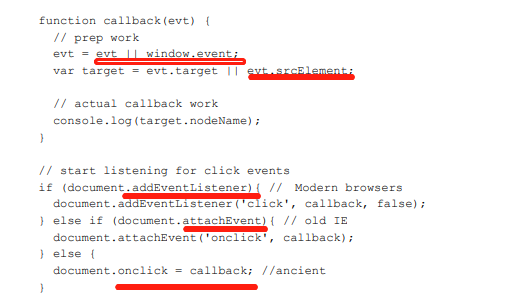 function callback(evt) {
// prep work
evt = evt || window.event;
var target = evt.target || evt.srcElement;
// actual callback work
console.log(target.nodeName);
}
// start listening for click events
if (document.addEventListener){ // Modern browsers
document.addEventListener('click', callback, false);
} else if (document.attachEvent){ // old IE
document.attachEvent('onclick', callback);
} else {
document.onclick = callback; //ancient
}